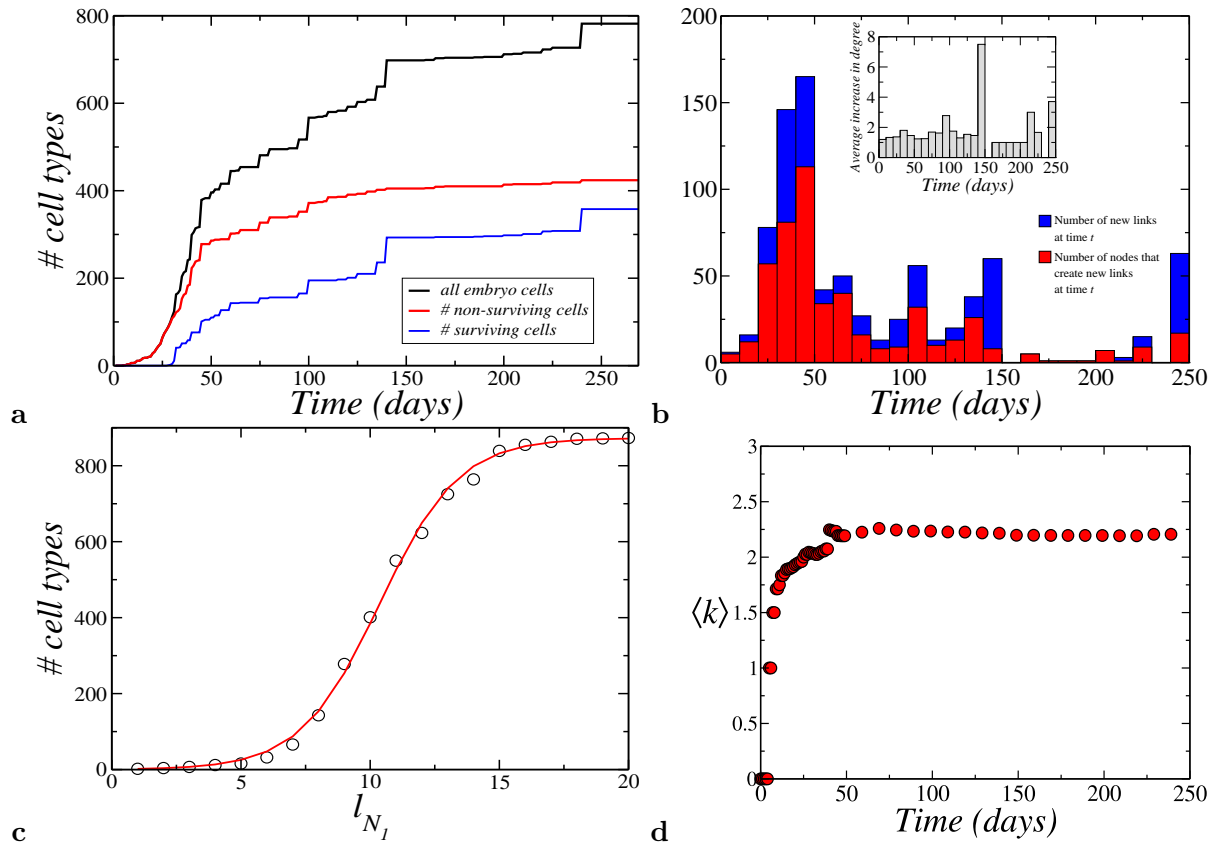 800
600
400
200
0
# cell types
0 50 100 150 200 250
Time (days)
all embryo cells
# non-surviving cells
# surviving cells
a
200
150
100
50
0
0 50 100 150 200 250
Time (days)
8
6
4
2
0
Average increase in degree
0 50 100 150 200 250
Time (days)
Number of new links
at time t
Number of nodes that
create new links
at time t
b
800
600
400
200
0
# cell types
0 5 10 15 20
l_{N_1}
c
3
2.5
2
1.5
1
0.5
0
⟨k⟩
0 50 100 150 200 250
Time (days)
d